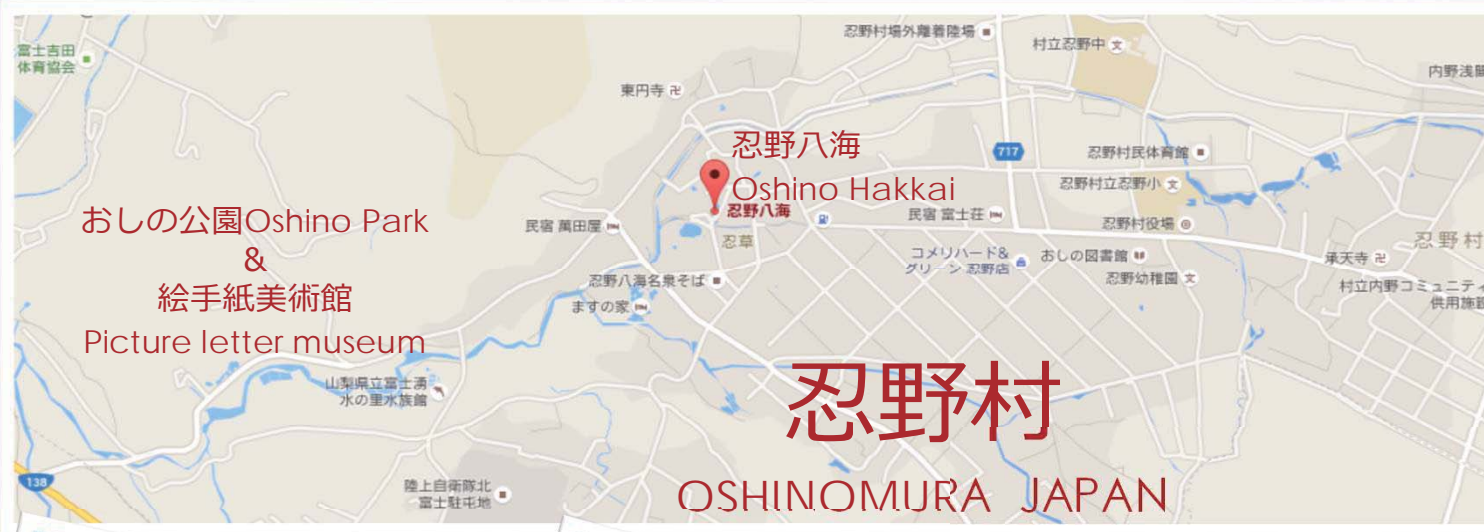 富士吉田
体育協会
忍野村場外離着陸場
村立忍野中
内野浅間
東円寺
忍野八海
Oshino Hakkai
忍野八海
717
忍野村民体育館
忍野村立忍野小
おしの公園Oshino Park
&
絵手紙美術館
Picture letter museum
民宿 萬田屋
忍草
民宿 富士荘
忍野村役場
忍野村
コメリハード&
グリーン 忍野店
おしの図書館
承天寺
忍野八海名泉そば
忍野幼稚園
ますの家
村立内野コミュニティ
供用施設
山梨県立富士湧
水の里水族館
忍野村
138
陸上自衛隊北
富士駐屯地
OSHINOMURA JAPAN